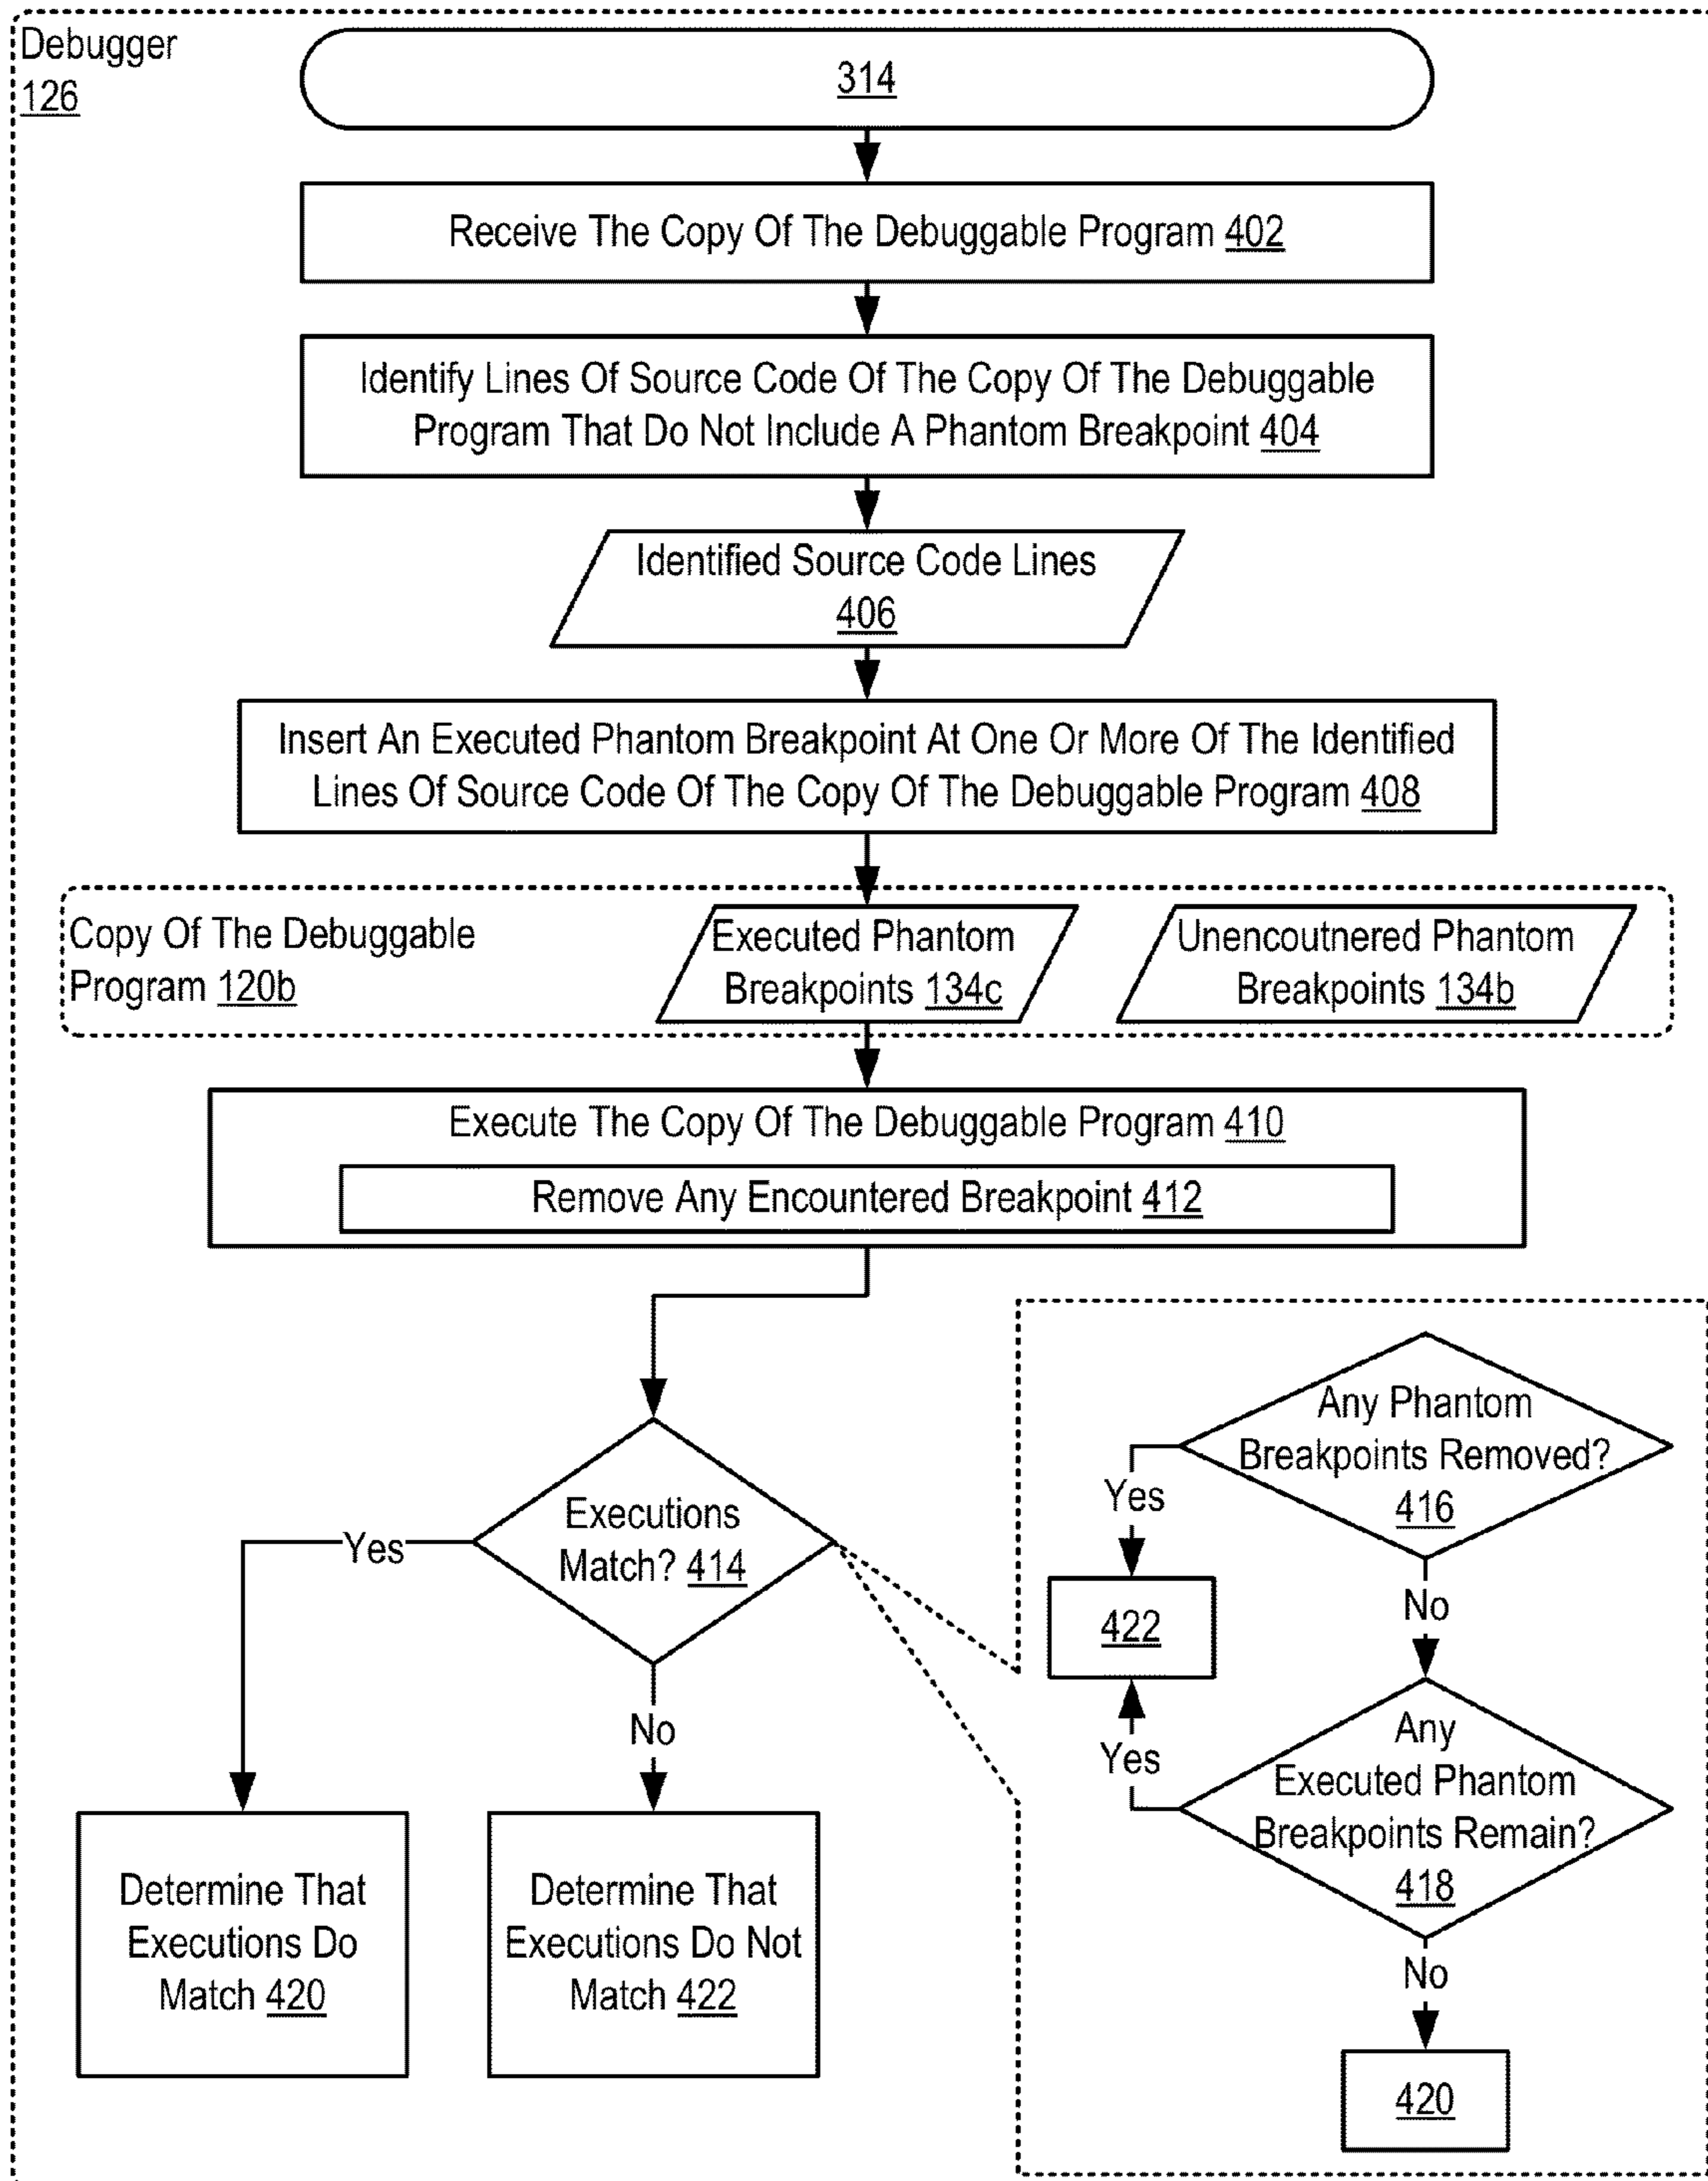 Debugger
126
314
Receive The Copy Of The Debuggable Program 402
Identify Lines Of Source Code Of The Copy Of The Debuggable
Program That Do Not Include A Phantom Breakpoint 404
Identified Source Code Lines
406
Insert An Executed Phantom Breakpoint At One Or More Of The Identified
Lines Of Source Code Of The Copy Of The Debuggable Program 408
Copy Of The Debuggable
Program 120b
Executed Phantom
Breakpoints 134c
Unencoutnered Phantom
Breakpoints 134b
Execute The Copy Of The Debuggable Program 410
Remove Any Encountered Breakpoint 412
Executions
Match? 414
Yes
No
Determine That
Executions Do
Match 420
Determine That
Executions Do Not
Match 422
Any Phantom
Breakpoints Removed?
416
Yes
No
422
Any
Executed Phantom
Breakpoints Remain?
418
Yes
No
420